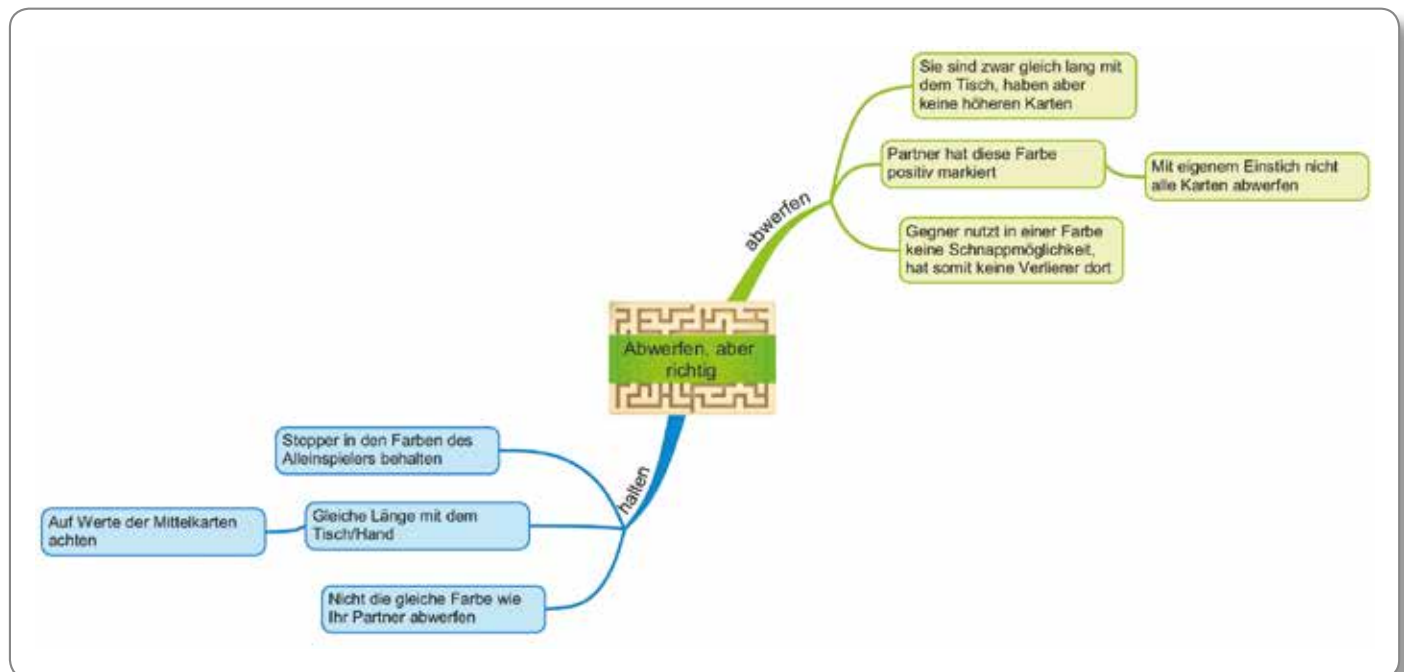 Sie sind zwar gleich lang mit
dem Tisch, haben aber
keine höheren Karten
Partner hat diese Farbe
positiv markiert
Mit eigenem Einstich nicht
alle Karten abwerfen
Gegner nutzt in einer Farbe
keine Schnappmöglichkeit,
hat somit keine Verlierer dort
abwerfen
Abwerfen, aber
richtig
halten
Stopper in den Farben des
Alleinspielers behalten
Gleiche Länge mit dem
Tisch/Hand
Auf Werte der Mittelkarten
achten
Nicht die gleiche Farbe wie
Ihr Partner abwerfen